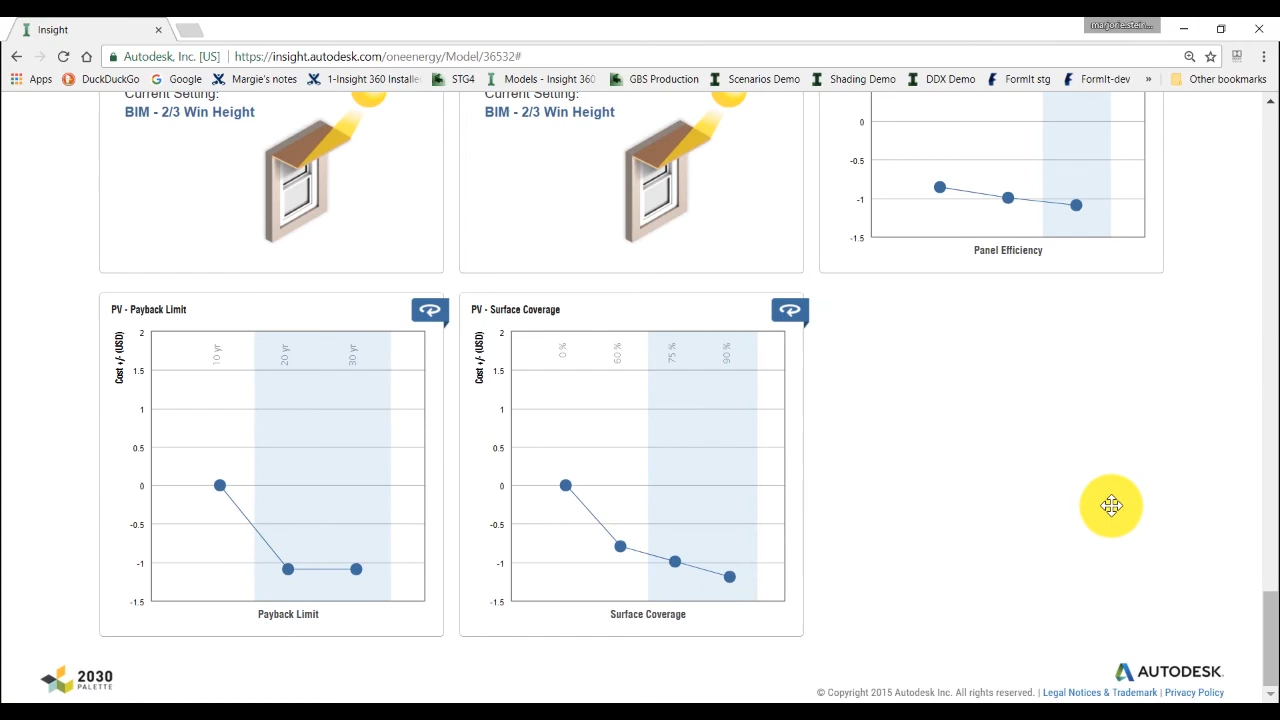 Insight
marjorie.stein...
Autodesk, Inc. [US]
https://insight.autodesk.com/oneenergy/Model/36532#
Apps
DuckDuckGo
Google
Margie's notes
1-Insight 360 Installe
STG4
Models - Insight 360
GBS Production
Scenarios Demo
Shading Demo
DDX Demo
FormIt stg
FormIt-dev
»
Other bookmarks
Current Setting:
BIM - 2/3 Win Height
Current Setting:
BIM - 2/3 Win Height
0
-0.5
-1
-1.5
Panel Efficiency
PV - Payback Limit
Cost +/- (USD)
2
1.5
1
0.5
0
-0.5
-1
-1.5
10 yr
20 yr
30 yr
Payback Limit
PV - Surface Coverage
Cost +/- (USD)
2
1.5
1
0.5
0
-0.5
-1
-1.5
0 %
60 %
75 %
90 %
Surface Coverage
2030
PALETTE
AUTODESK.
© Copyright 2015 Autodesk Inc. All rights reserved. | Legal Notices & Trademark | Privacy Policy